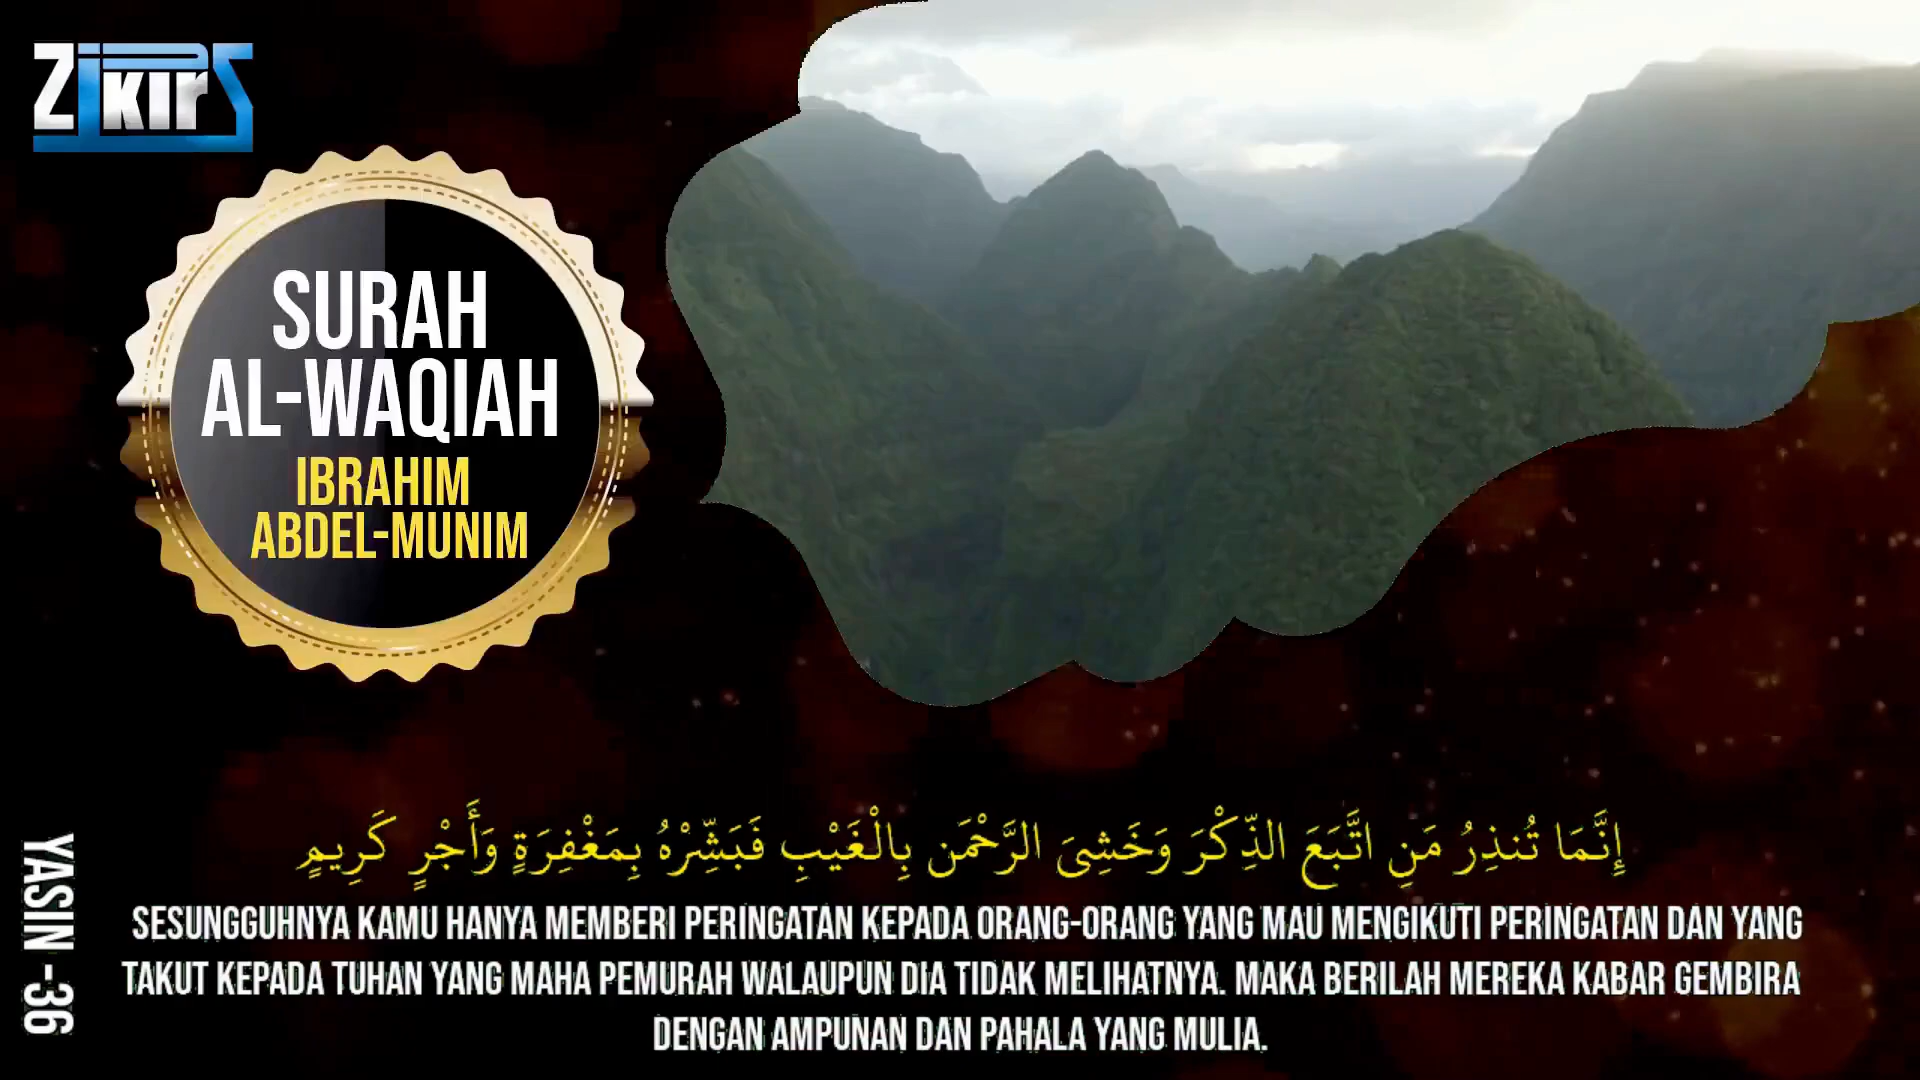 Zikir
SURAH
AL-WAQIAH
IBRAHIM
ABDEL-MUNIM
إِنَّمَا تُنذِرُ مَنِ اتَّبَعَ الذِّكْرَ وَخَشِىَ الرَّحْمَن بِالْغَيْبِ فَبَشِّرْهُ بِمَغْفِرَةٍ وَأَجْرٍ كَرِيمٍ
SESUNGGUHNYA KAMU HANYA MEMBERI PERINGATAN KEPADA ORANG-ORANG YANG MAU MENGIKUTI PERINGATAN DAN YANG
TAKUT KEPADA TUHAN YANG MAHA PEMURAH WALAUPUN DIA TIDAK MELIHATNYA. MAKA BERILAH MEREKA KABAR GEMBIRA
DENGAN AMPUNAN DAN PAHALA YANG MULIA.
YASIN - 36